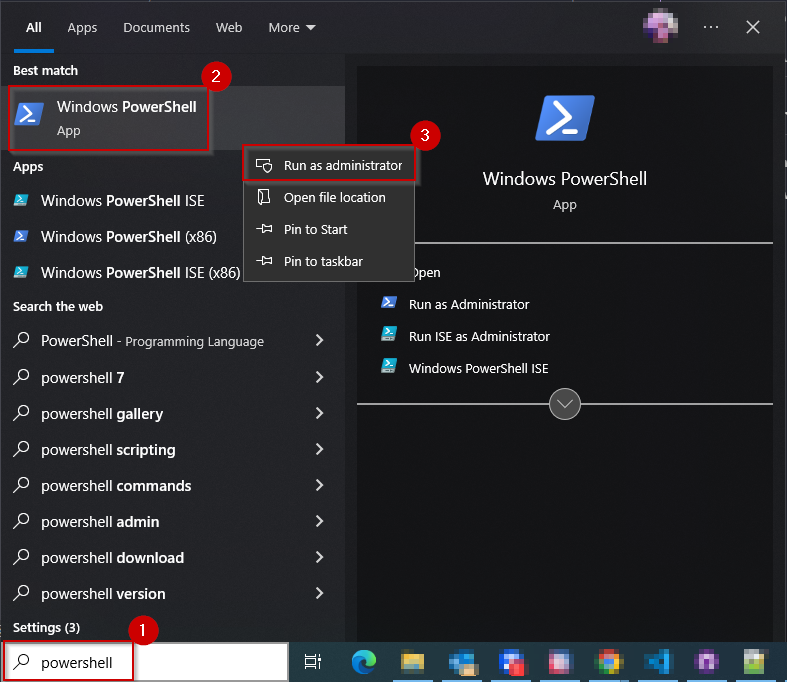 All Apps Documents Web More
Best match
2
Windows PowerShell
App
3
Run as administrator
Open file location
Pin to Start
Pin to taskbar
Apps
Windows PowerShell ISE
Windows PowerShell (x86)
Windows PowerShell ISE (x86)
Search the web
PowerShell - Programming Language
powershell 7
powershell gallery
powershell scripting
powershell commands
powershell admin
powershell download
powershell version
Settings (3)
1
powershell
Windows PowerShell
App
Open
Run as Administrator
Run ISE as Administrator
Windows PowerShell ISE